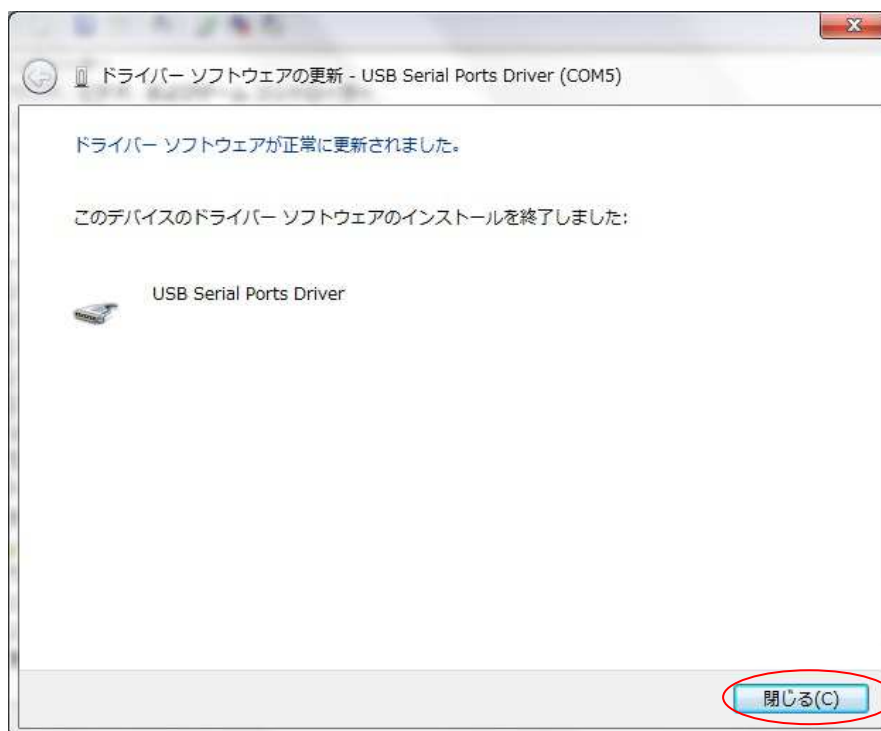 ドライバー ソフトウェアの更新 - USB Serial Ports Driver (COM5)
ドライバー ソフトウェアが正常に更新されました。
このデバイスのドライバー ソフトウェアのインストールを終了しました:
USB Serial Ports Driver
閉じる(C)